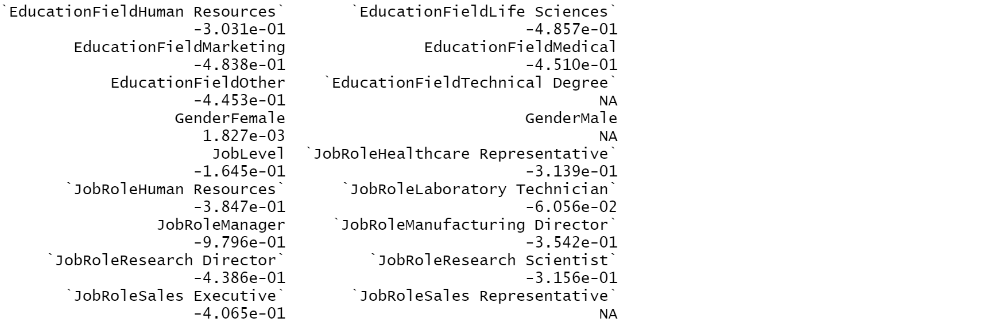 `EducationFieldHuman Resources` `EducationFieldLife Sciences`
-3.031e-01 -4.857e-01
EducationFieldMarketing EducationFieldMedical
-4.838e-01 -4.510e-01
EducationFieldOther `EducationFieldTechnical Degree`
-4.453e-01 NA
GenderFemale GenderMale
1.827e-03 NA
JobLevel `JobRoleHealthcare Representative`
-1.645e-01 -3.139e-01
`JobRoleHuman Resources` `JobRoleLaboratory Technician`
-3.847e-01 -6.056e-02
JobRoleManager `JobRoleManufacturing Director`
-9.796e-01 -3.542e-01
`JobRoleResearch Director` `JobRoleResearch Scientist`
-4.386e-01 -3.156e-01
`JobRoleSales Executive` `JobRoleSales Representative`
-4.065e-01 NA